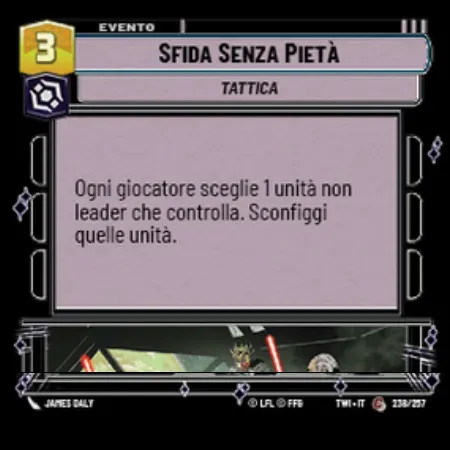 EVENTO
3
SFIDA SENZA PIETÀ
TATTICA
Ogni giocatore sceglie 1 unità non
leader che controlla. Sconfiggi
quelle unità.
JAMES DALY
© LFL © FFG
TWI • IT
238/257